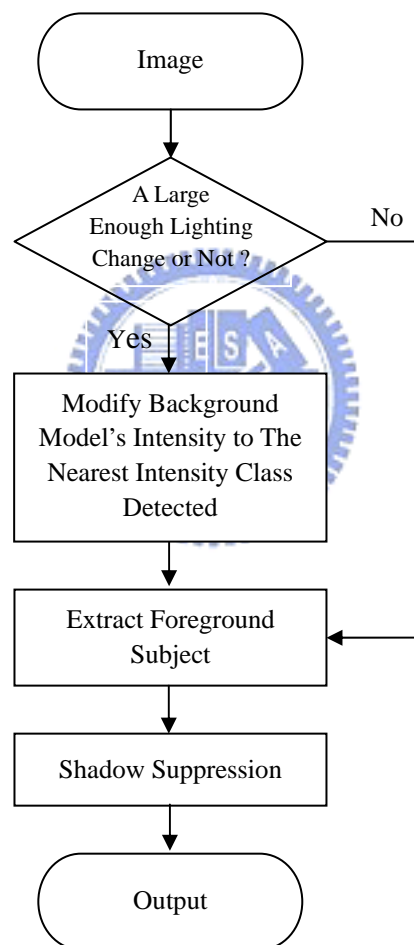 Image
A Large
Enough Lighting
Change or Not ?
No
Yes
ESA
Modify Background
Model's Intensity to The
Nearest Intensity Class
Detected
Extract Foreground
Subject
Shadow Suppression
Output